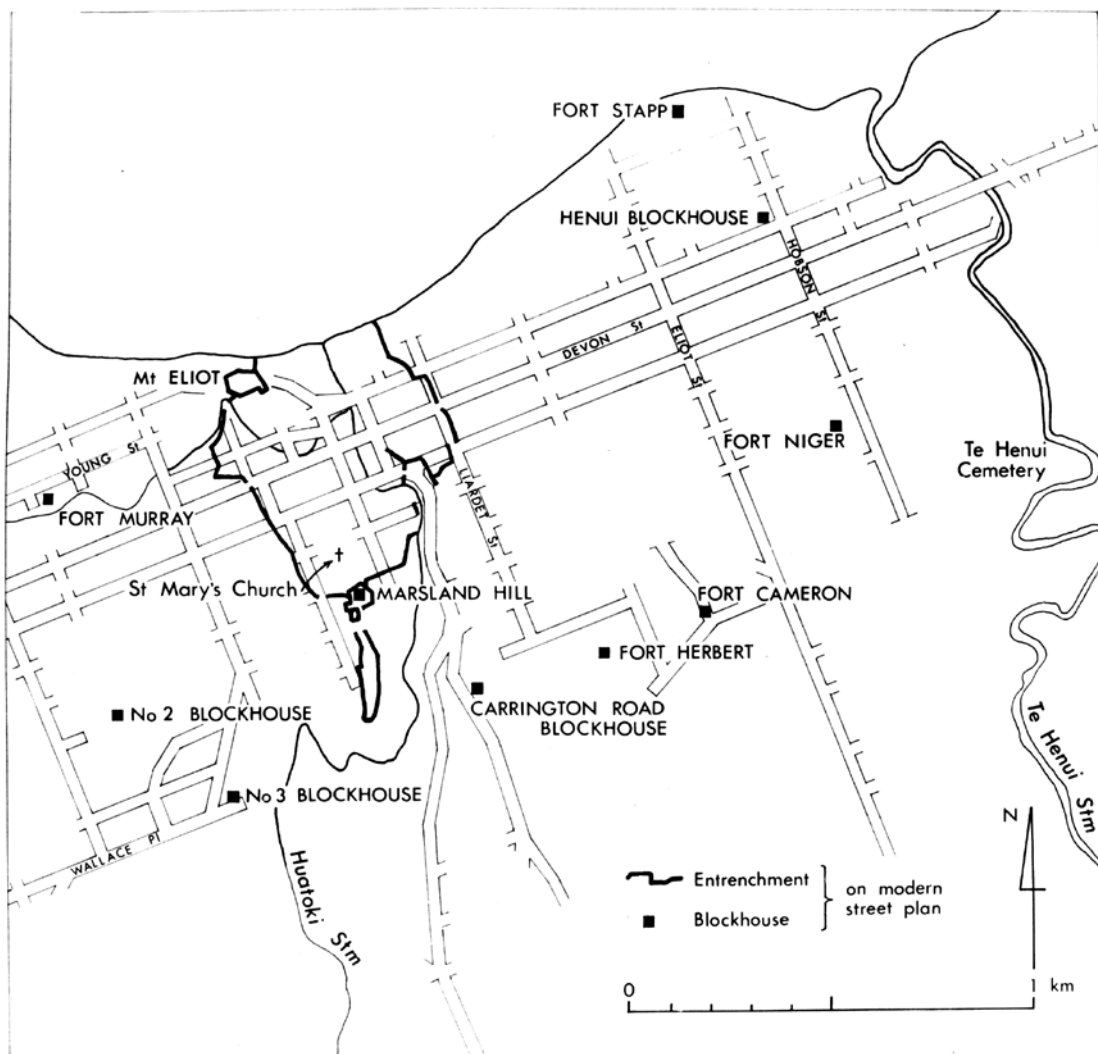 FORT STAPP
HENUI BLOCKHOUSE
HOBSON St
DEVON St
ELIOT St
Mt ELIOT
YOUNG St
FORT MURRAY
FORT NIGER
Te Henui
Cemetery
LIARDET St
St Mary's Church
MARSLAND HILL
FORT CAMERON
FORT HERBERT
CARRINGTON ROAD
BLOCKHOUSE
No 2 BLOCKHOUSE
No 3 BLOCKHOUSE
WALLACE Pl
Huatoki Stm
Te Henui Stm
N
Entrenchment
Blockhouse
on modern
street plan
0
1 km